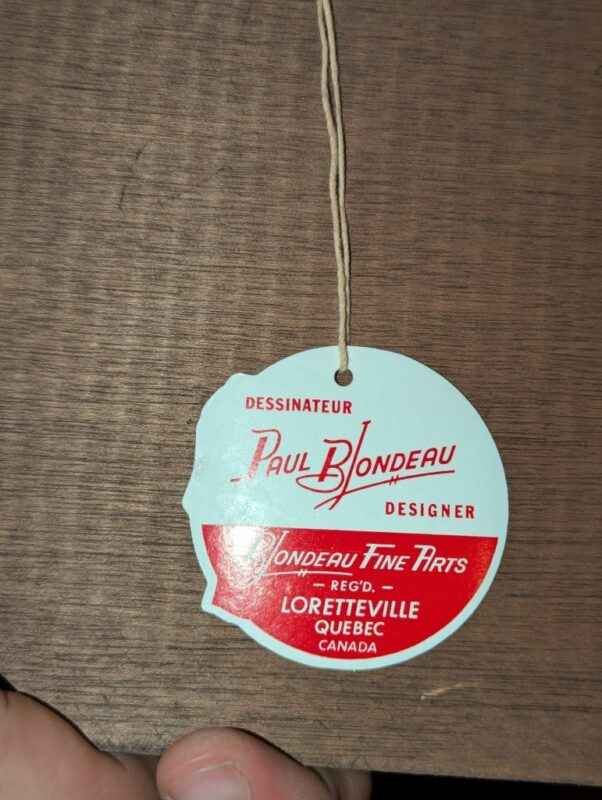 DESSINATEUR
PAUL BLONDEAU
DESIGNER
BLONDEAU FINE ARTS
— REG'D. —
LORETTEVILLE
QUEBEC
CANADA